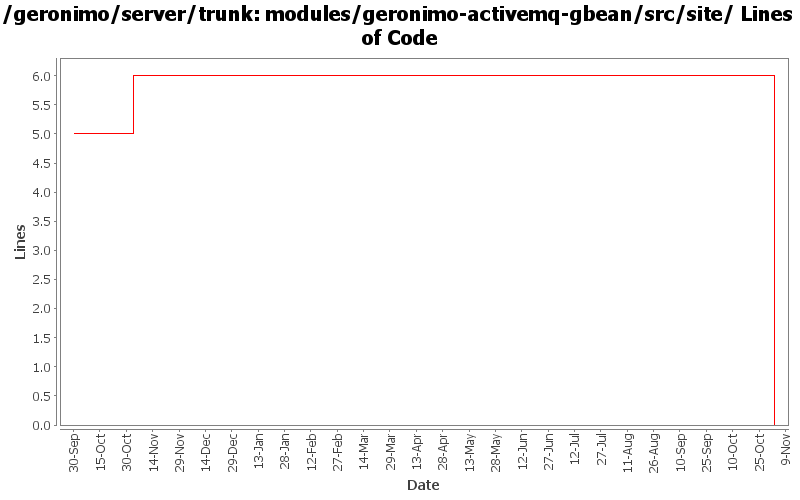 /geronimo/server/trunk: modules/geronimo-activemq-gbean/src/site/ Lines
of Code
6.0
5.5
5.0
4.5
4.0
3.5
3.0
2.5
2.0
1.5
1.0
0.5
0.0
Lines
30-Sep
15-Oct
30-Oct
14-Nov
29-Nov
14-Dec
29-Dec
13-Jan
28-Jan
12-Feb
27-Feb
14-Mar
29-Mar
13-Apr
28-Apr
13-May
28-May
12-Jun
27-Jun
12-Jul
27-Jul
11-Aug
26-Aug
10-Sep
25-Sep
10-Oct
25-Oct
9-Nov
Date